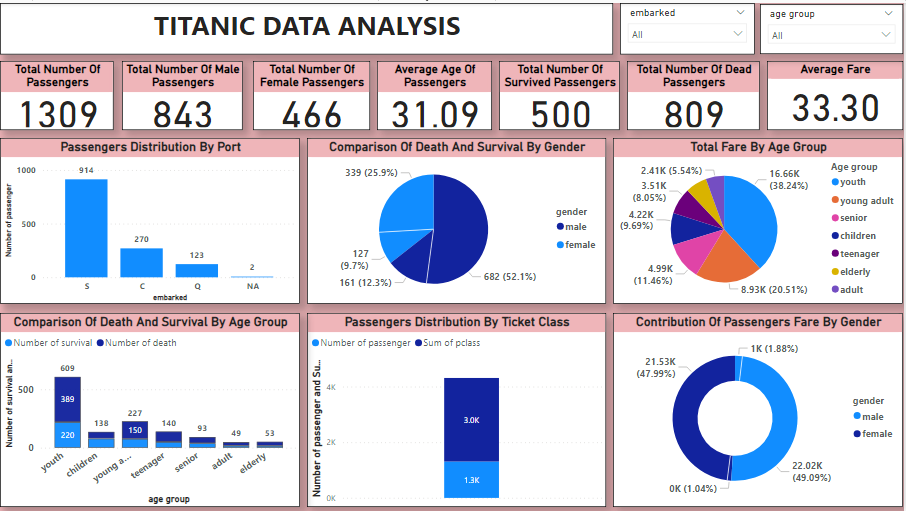 TITANIC DATA ANALYSIS
embarked
All
age group
All
Total Number Of
Passengers
1309
Total Number Of Male
Passengers
843
Total Number Of
Female Passengers
466
Average Age Of
Passengers
31.09
Total Number Of
Survived Passengers
500
Total Number Of Dead
Passengers
809
Average Fare
33.30
Passengers Distribution By Port
Number of passenger
1000
500
0
914
270
123
2
S
C
Q
NA
embarked
Comparison Of Death And Survival By Gender
339 (25.9%)
127
(9.7%)
161 (12.3%)
682 (52.1%)
gender
male
female
Total Fare By Age Group
2.41K (5.54%)
3.51K
(8.05%)
4.22K
(9.69%)
4.99K
(11.46%)
16.66K
(38.24%)
8.93K (20.51%)
Age group
youth
young adult
senior
children
teenager
elderly
adult
Comparison Of Death And Survival By Age Group
Number of survival
Number of death
Number of survival an...
500
0
609
389
220
138
227
150
140
93
49
53
youth
children
young a...
teenager
senior
adult
elderly
age group
Passengers Distribution By Ticket Class
Number of passenger
Sum of pclass
Number of passenger and Su...
4K
2K
0K
3.0K
1.3K
Contribution Of Passengers Fare By Gender
1K (1.88%)
21.53K
(47.99%)
22.02K
(49.09%)
0K (1.04%)
gender
male
female